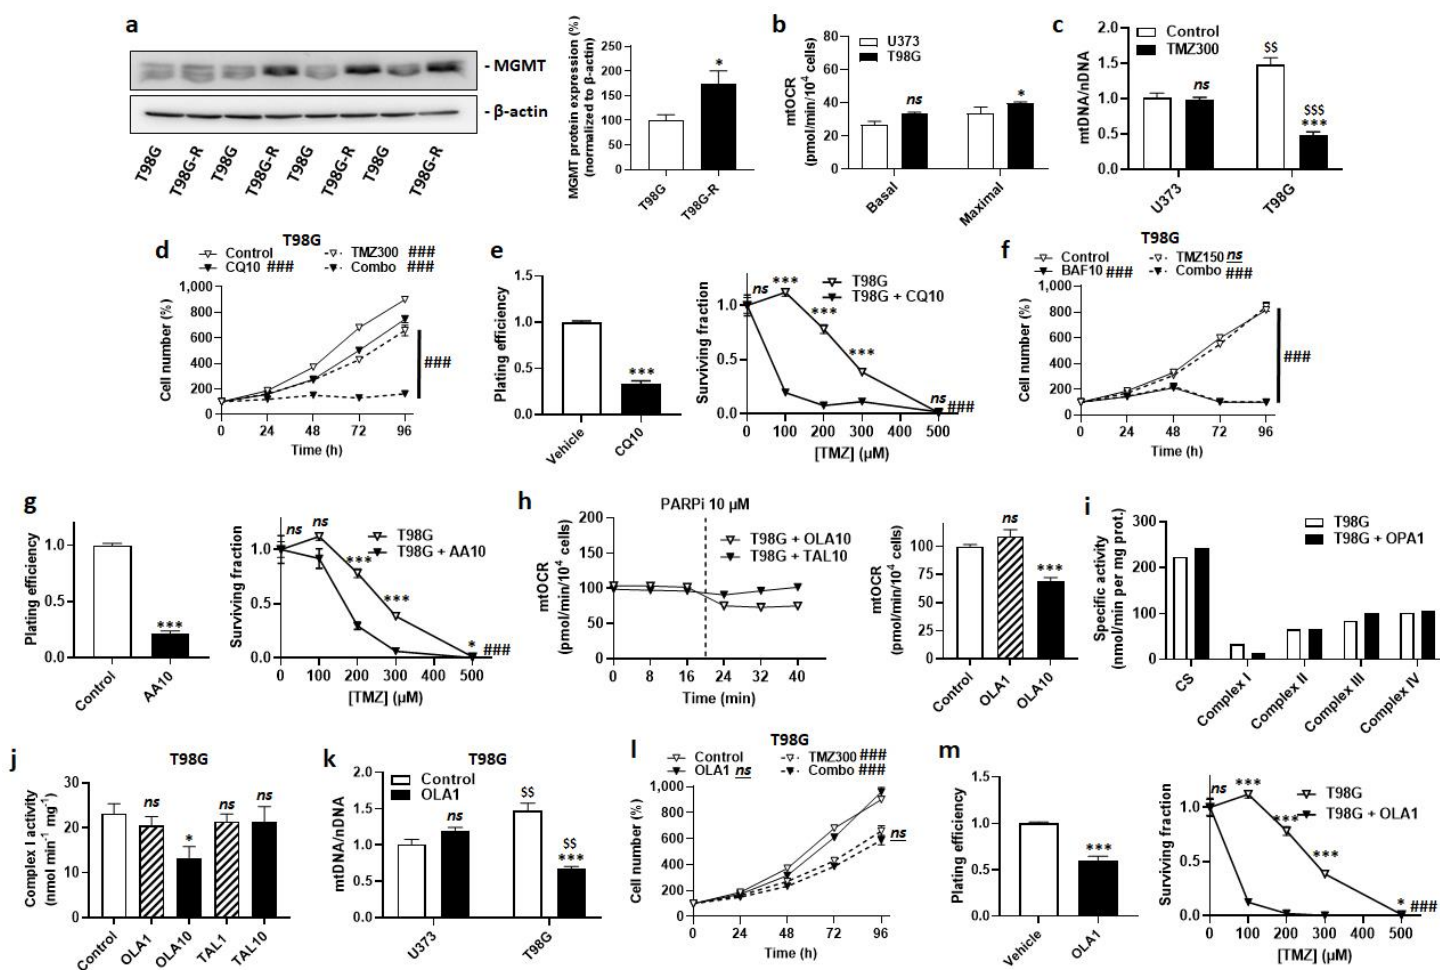 a
- MGMT
- β-actin
T98G
T98G-R
T98G
T98G-R
T98G
T98G-R
T98G
T98G-R
MGMT protein expression (%)
(normalized to β-actin)
250
200
150
100
50
0
*
T98G
T98G-R
b
U373
T98G
mtOCR
(pmol/min/10⁴ cells)
80
60
40
20
0
ns
*
Basal
Maximal
c
Control
TMZ300
mtDNA/nDNA
2.0
1.5
1.0
0.5
0.0
ns
$$
$$$
***
U373
T98G
d
T98G
Control
TMZ300 ###
CQ10 ###
Combo ###
Cell number (%)
1,000
800
600
400
200
0
###
0 24 48 72 96
Time (h)
e
Plating efficiency
1.5
1.0
0.5
0.0
***
Vehicle
CQ10
Surviving fraction
1.0
0.5
0.0
ns
***
***
***
ns
###
T98G
T98G + CQ10
0 100 200 300 400 500
[TMZ] (µM)
f
T98G
Control
TMZ150 ns
BAF10 ###
Combo ###
Cell number (%)
1,000
800
600
400
200
0
###
0 24 48 72 96
Time (h)
g
Plating efficiency
1.0
0.5
0.0
***
Control
AA10
Surviving fraction
1.0
0.5
0.0
ns
ns
***
***
*
###
T98G
T98G + AA10
0 100 200 300 400 500
[TMZ] (µM)
h
PARPi 10 µM
mtOCR
(pmol/min/10⁴ cells)
200
150
100
50
0
T98G + OLA10
T98G + TAL10
0 8 16 24 32 40
Time (min)
mtOCR
(pmol/min/10⁴ cells)
100
75
50
25
0
ns
***
Control
OLA1
OLA10
i
T98G
T98G + OPA1
Specific activity
(nmol/min per mg prot.)
300
200
100
0
CS
Complex I
Complex II
Complex III
Complex IV
j
T98G
Complex I activity
(nmol min⁻¹ mg⁻¹)
30
20
10
0
ns
*
ns
ns
Control
OLA1
OLA10
TAL1
TAL10
k
T98G
Control
OLA1
mtDNA/nDNA
2.0
1.5
1.0
0.5
0.0
ns
$$
$$
***
U373
T98G
l
T98G
Control
TMZ300 ###
OLA1 ns
Combo ###
Cell number (%)
1,000
800
600
400
200
0
ns
0 24 48 72 96
Time (h)
m
Plating efficiency
1.5
1.0
0.5
0.0
***
Vehicle
OLA1
Surviving fraction
1.0
0.5
0.0
ns
***
***
***
*
###
T98G
T98G + OLA1
0 100 200 300 400 500
[TMZ] (µM)